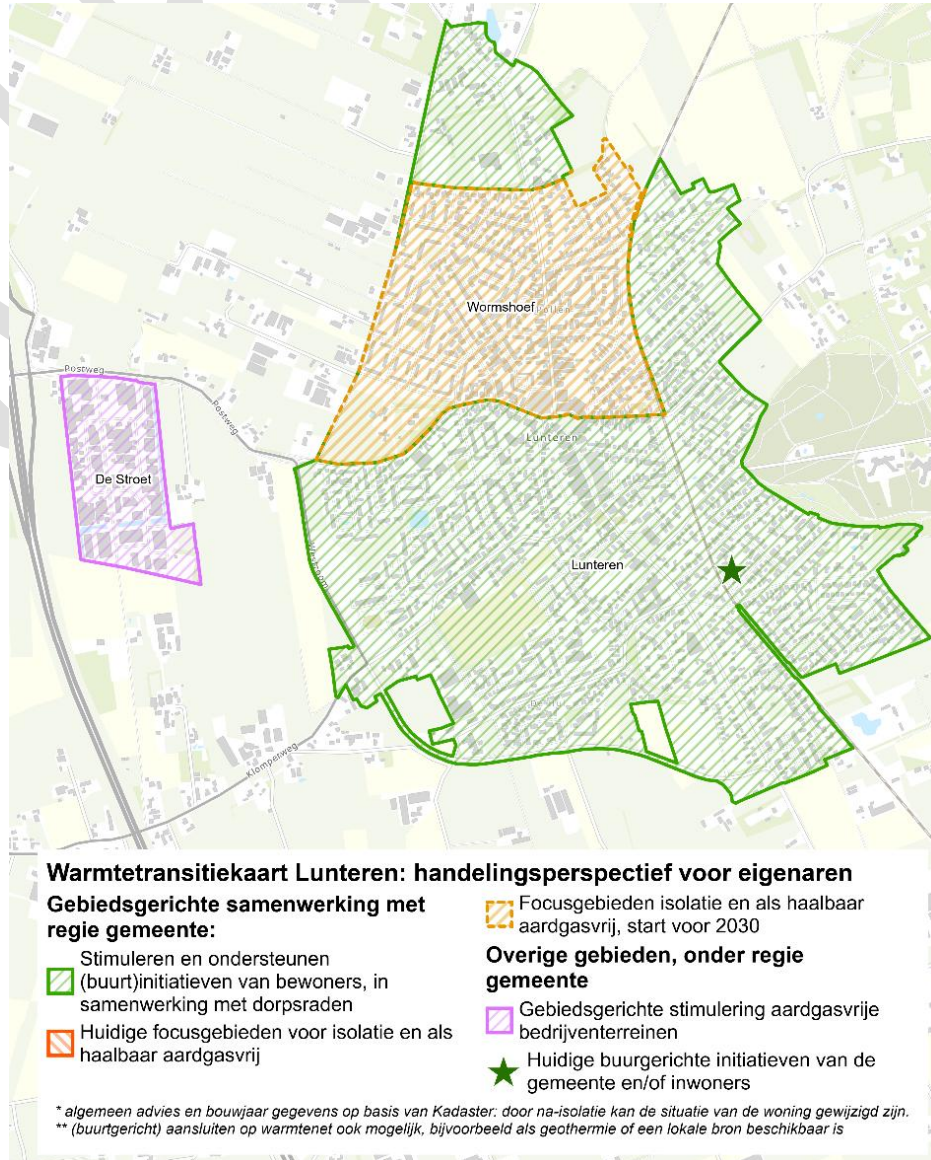 Wormshoef
Pollen
Postweg
Postweg
De Stroet
Lunteren
Lunteren
Klompenweg
Warmtetransitiekaart Lunteren: handelingsperspectief voor eigenaren
Gebiedsgerichte samenwerking met
regie gemeente:
Stimuleren en ondersteunen
(buurt)initiatieven van bewoners, in
samenwerking met dorpsraden
Huidige focusgebieden voor isolatie en als
haalbaar aardgasvrij
Focusgebieden isolatie en als haalbaar
aardgasvrij, start voor 2030
Overige gebieden, onder regie
gemeente
Gebiedsgerichte stimulering aardgasvrije
bedrijventerreinen
Huidige buurgerichte initiatieven van de
gemeente en/of inwoners
* algemeen advies en bouwjaar gegevens op basis van Kadaster: door na-isolatie kan de situatie van de woning gewijzigd zijn.
** (buurtgericht) aansluiten op warmtenet ook mogelijk, bijvoorbeeld als geothermie of een lokale bron beschikbaar is